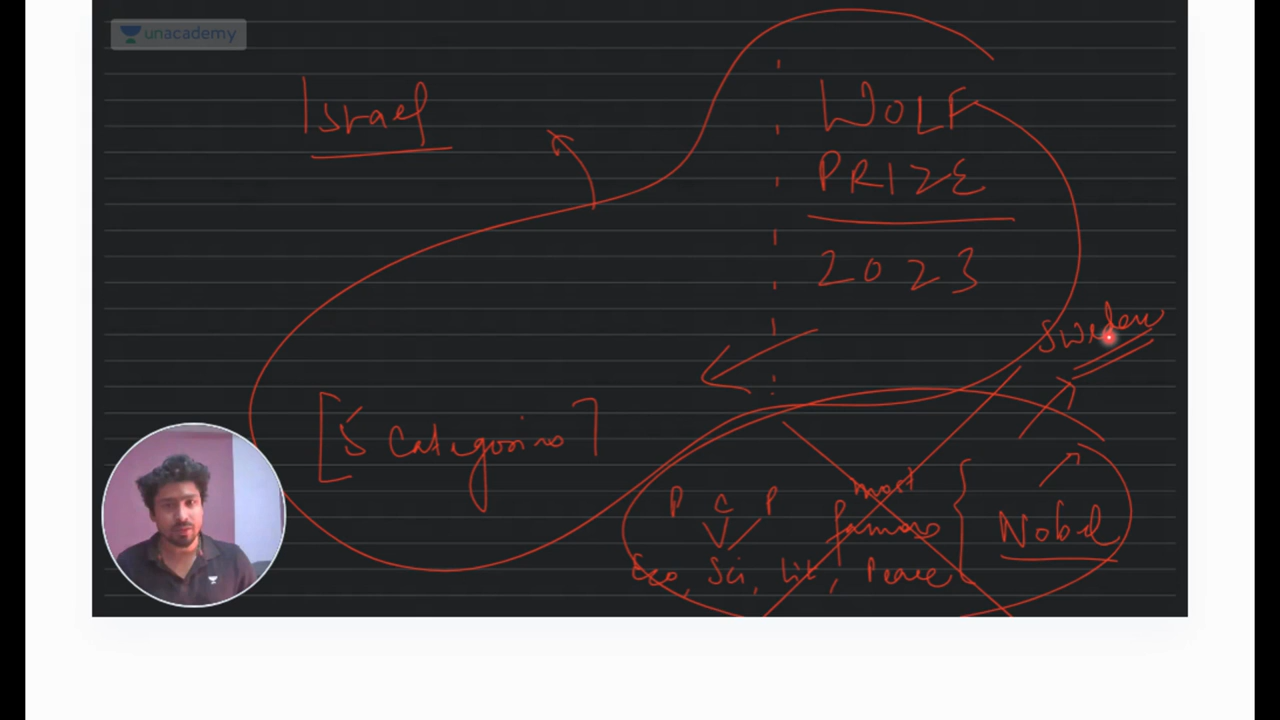 unacademy
Israel
WOLF
PRIZE
2023
Sweden
[5 Categories]
P C P
most
famous
Nobel
Eco, Sci, Lit, Peace